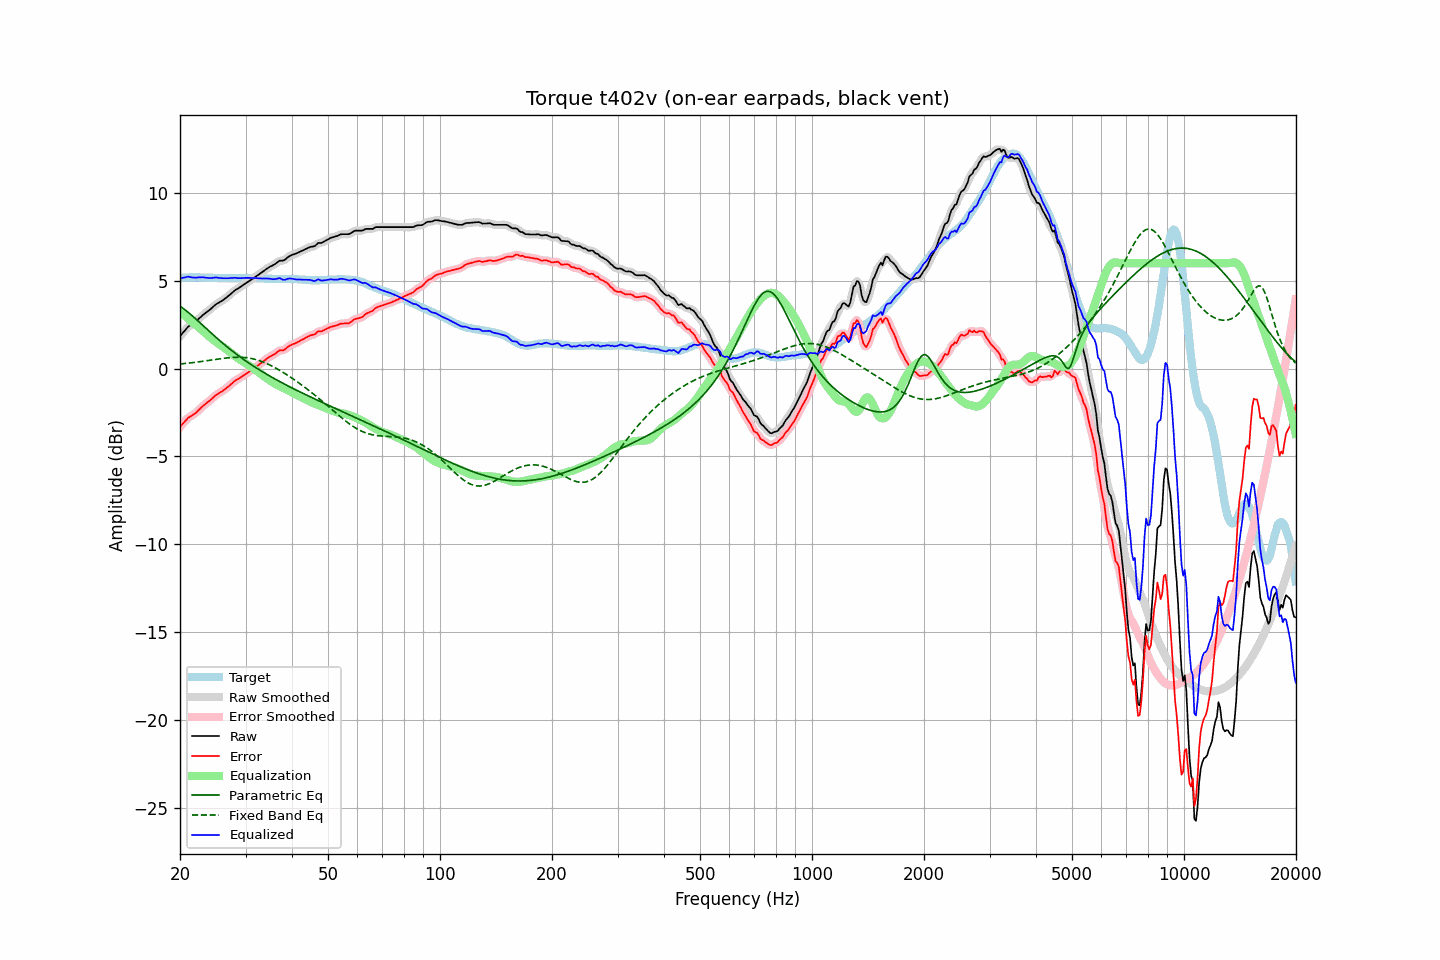 Torque t402v (on-ear earpads, black vent)
10
5
0
−5
−10
−15
−20
−25
Amplitude (dBr)
Target
Raw Smoothed
Error Smoothed
Raw
Error
Equalization
Parametric Eq
Fixed Band Eq
Equalized
20 50 100 200 500 1000 2000 5000 10000 20000
Frequency (Hz)